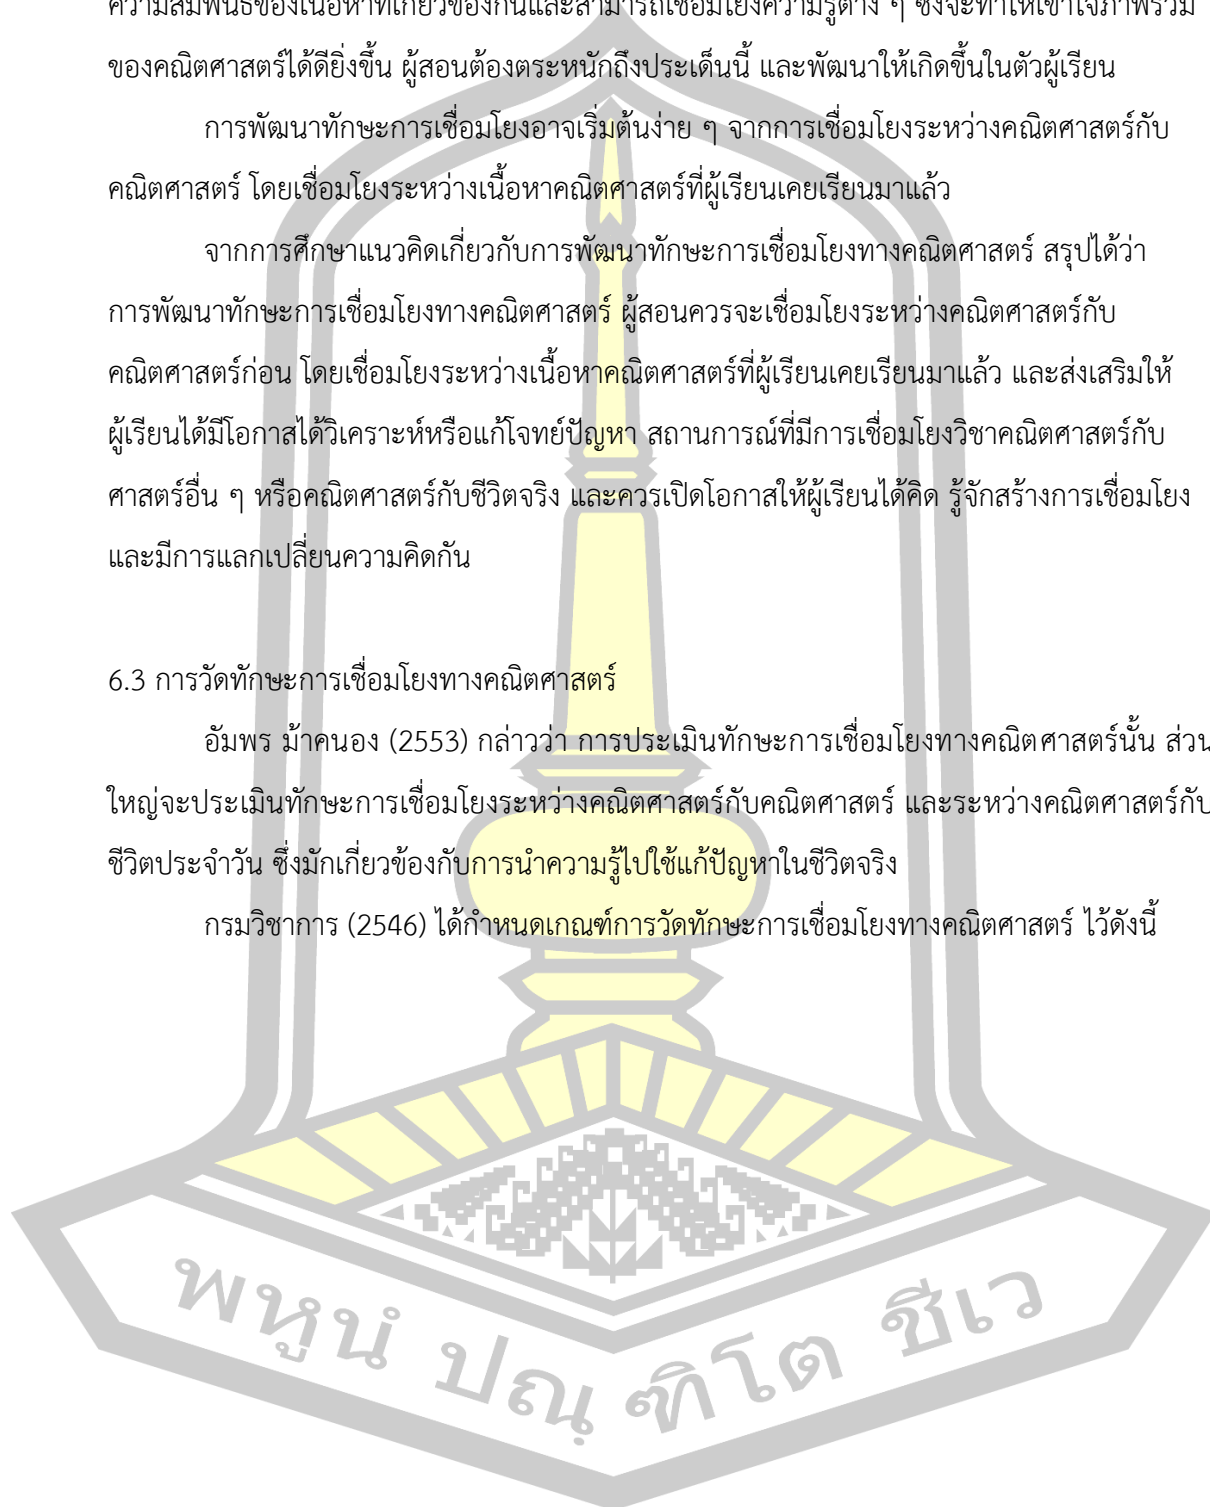 ความสัมพันธ์ของเนื้อหาที่เกี่ยวข้องกันและสามารถเชื่อมโยงความรู้ต่าง ๆ ซึ่งจะทำให้เข้าใจภาพรวม
ของคณิตศาสตร์ได้ดียิ่งขึ้น ผู้สอนต้องตระหนักถึงประเด็นนี้ และพัฒนาให้เกิดขึ้นในตัวผู้เรียน
การพัฒนาทักษะการเชื่อมโยงอาจเริ่มต้นง่าย ๆ จากการเชื่อมโยงระหว่างคณิตศาสตร์กับ
คณิตศาสตร์ โดยเชื่อมโยงระหว่างเนื้อหาคณิตศาสตร์ที่ผู้เรียนเคยเรียนมาแล้ว
จากการศึกษาแนวคิดเกี่ยวกับการพัฒนาทักษะการเชื่อมโยงทางคณิตศาสตร์ สรุปได้ว่า
การพัฒนาทักษะการเชื่อมโยงทางคณิตศาสตร์ ผู้สอนควรจะเชื่อมโยงระหว่างคณิตศาสตร์กับ
คณิตศาสตร์ก่อน โดยเชื่อมโยงระหว่างเนื้อหาคณิตศาสตร์ที่ผู้เรียนเคยเรียนมาแล้ว และส่งเสริมให้
ผู้เรียนได้มีโอกาสได้วิเคราะห์หรือแก้โจทย์ปัญหา สถานการณ์ที่มีการเชื่อมโยงวิชาคณิตศาสตร์กับ
ศาสตร์อื่น ๆ หรือคณิตศาสตร์กับชีวิตจริง และควรเปิดโอกาสให้ผู้เรียนได้คิด รู้จักสร้างการเชื่อมโยง
และมีการแลกเปลี่ยนความคิดกัน
6.3 การวัดทักษะการเชื่อมโยงทางคณิตศาสตร์
อัมพร ม้าคนอง (2553) กล่าวว่า การประเมินทักษะการเชื่อมโยงทางคณิตศาสตร์นั้น ส่วน
ใหญ่จะประเมินทักษะการเชื่อมโยงระหว่างคณิตศาสตร์กับคณิตศาสตร์ และระหว่างคณิตศาสตร์กับ
ชีวิตประจำวัน ซึ่งมักเกี่ยวข้องกับการนำความรู้ไปใช้แก้ปัญหาในชีวิตจริง
กรมวิชาการ (2546) ได้กำหนดเกณฑ์การวัดทักษะการเชื่อมโยงทางคณิตศาสตร์ ไว้ดังนี้
พหูนํ ปณฺฑิโต ชีเว